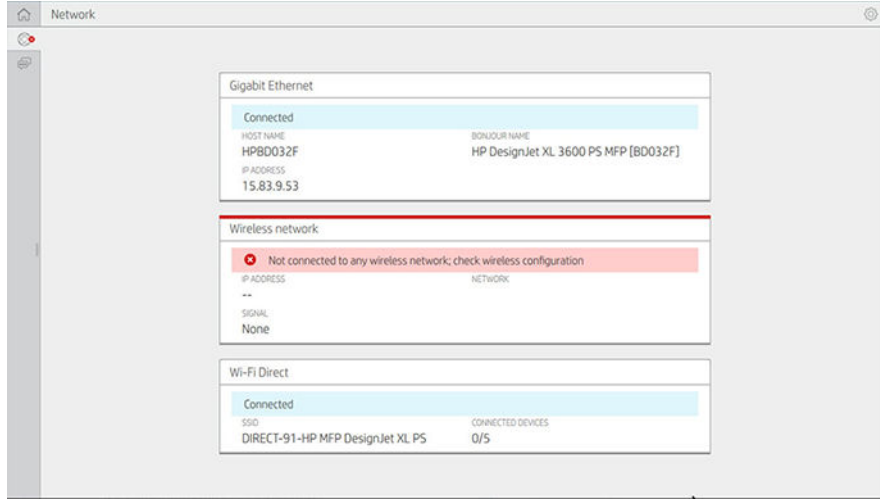 Network
Gigabit Ethernet
Connected
HOST NAME BONJOUR NAME
HPBD032F HP DesignJet XL 3600 PS MFP [BD032F]
IP ADDRESS
15.83.9.53
Wireless network
Not connected to any wireless network; check wireless configuration
IP ADDRESS NETWORK
--
SIGNAL
None
Wi-Fi Direct
Connected
SSID CONNECTED DEVICES
DIRECT-91-HP MFP DesignJet XL PS 0/5